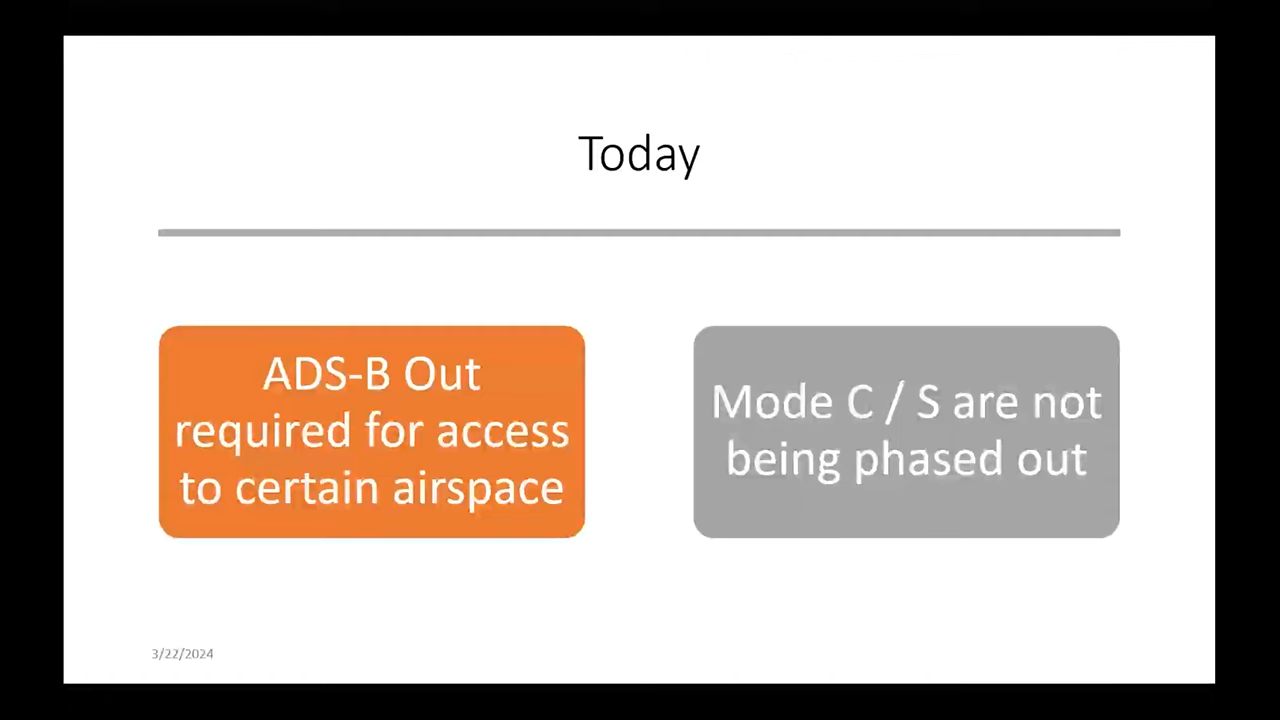 Today
ADS-B Out
required for access
to certain airspace
Mode C / S are not
being phased out
3/22/2024